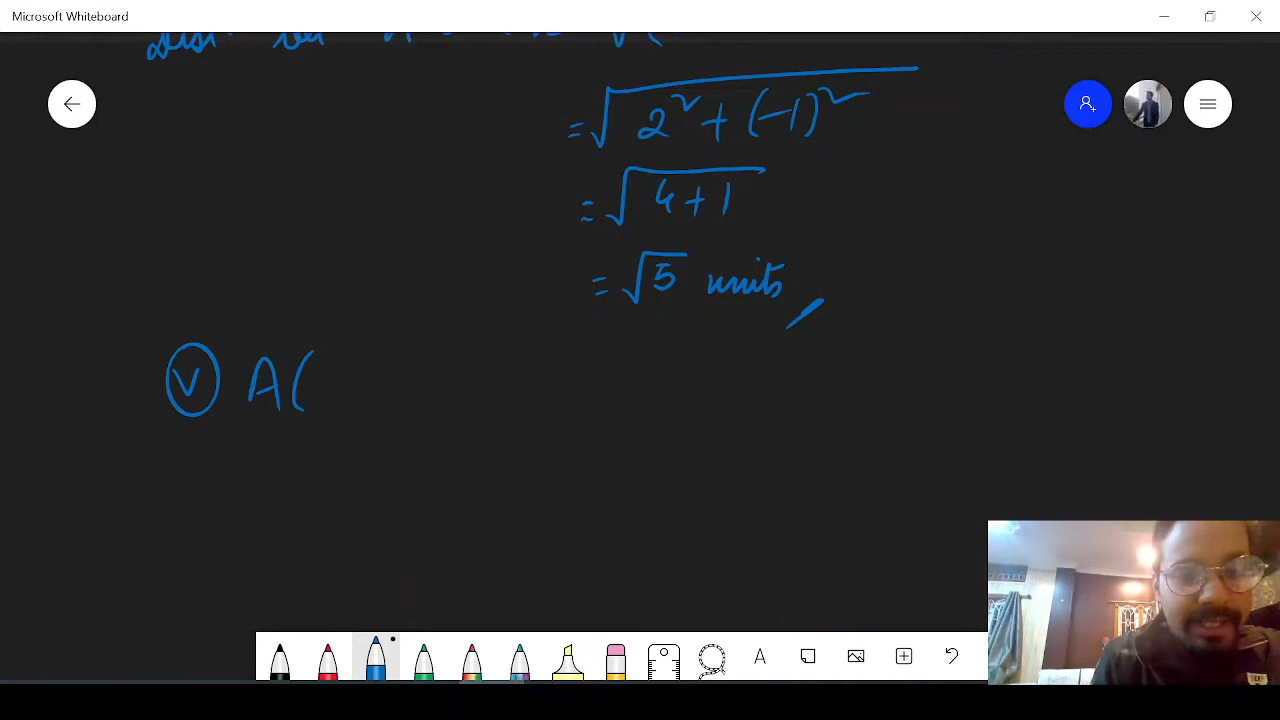 Microsoft Whiteboard
= √2² + (-1)²
= √4 + 1
= √5 units
V A(
A